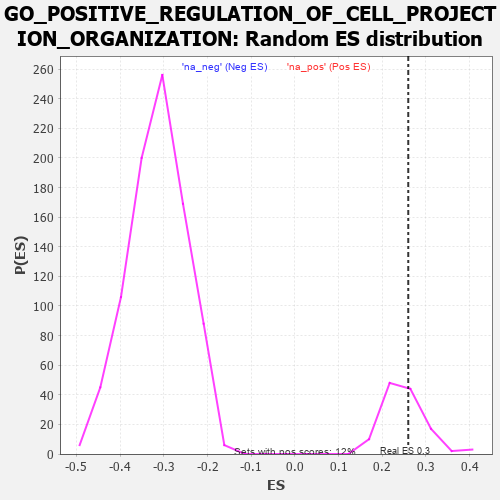 GO_POSITIVE_REGULATION_OF_CELL_PROJECT
ION_ORGANIZATION: Random ES distribution
'na_neg' (Neg ES) 'na_pos' (Pos ES)
260
240
220
200
180
160
140
120
100
80
60
40
20
0
P(ES)
Sets with pos scores: 12%
Real ES 0.3
-0.5 -0.4 -0.3 -0.2 -0.1 0.0 0.1 0.2 0.3 0.4
ES